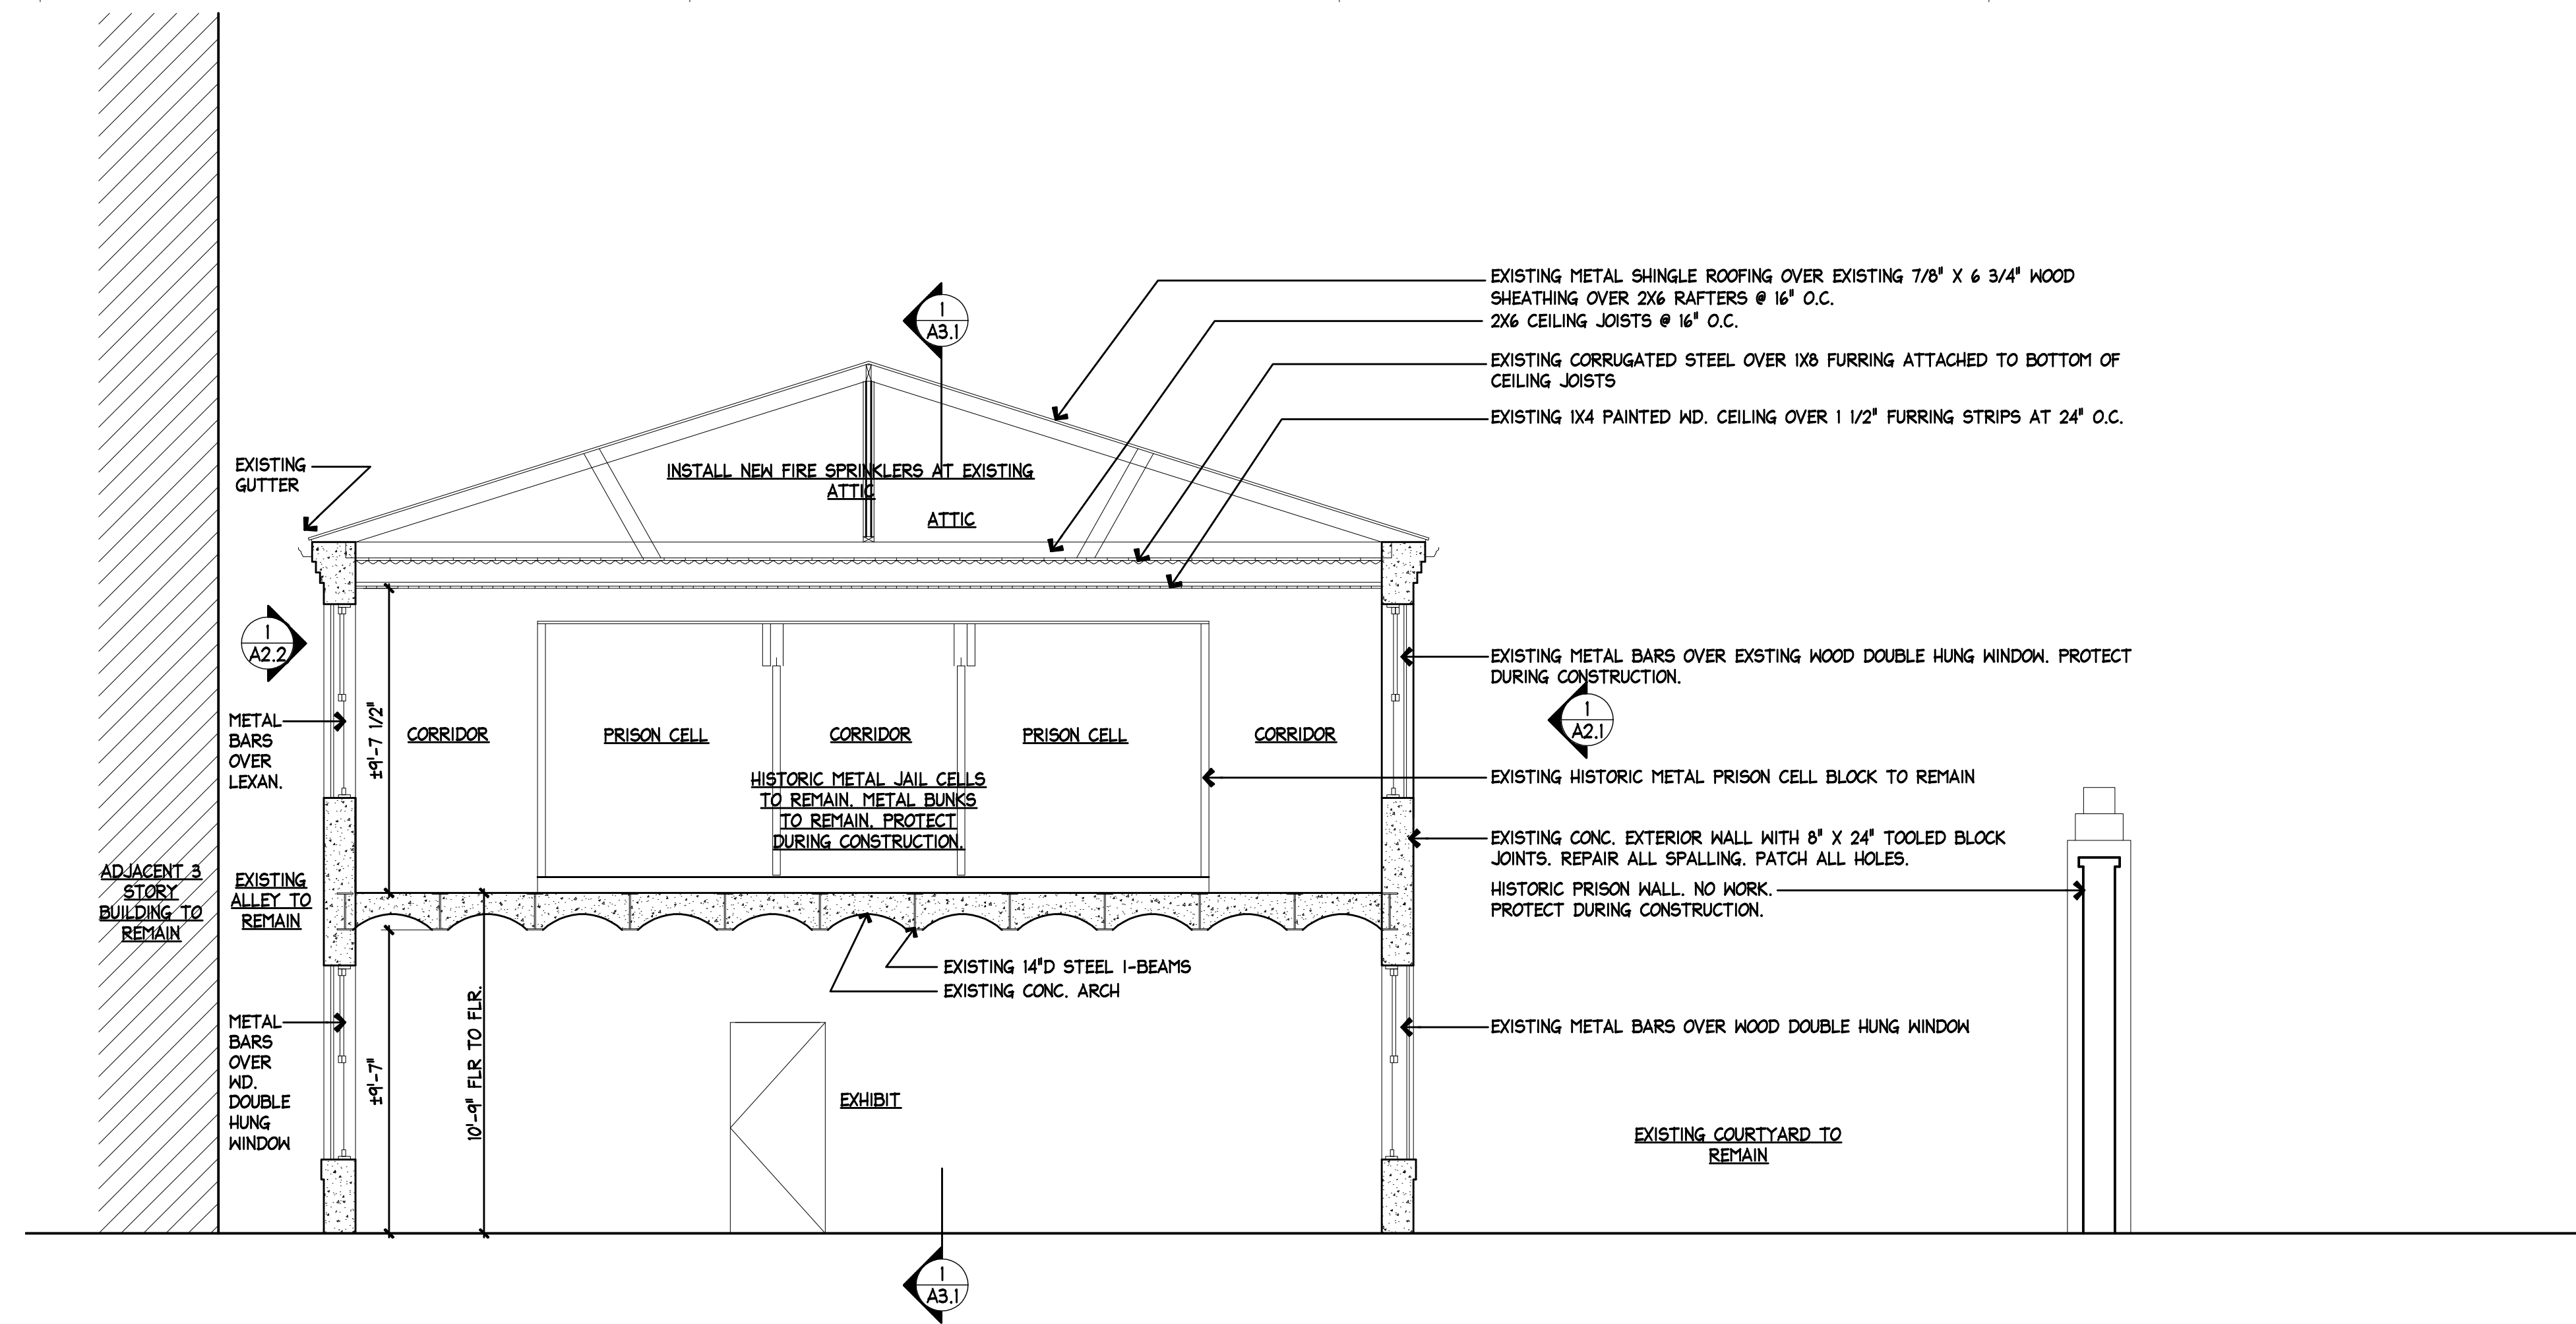 EXISTING METAL SHINGLE ROOFING OVER EXISTING 7/8" X 6 3/4" WOOD
SHEATHING OVER 2X6 RAFTERS @ 16" O.C.
2X6 CEILING JOISTS @ 16" O.C.
EXISTING CORRUGATED STEEL OVER 1X8 FURRING ATTACHED TO BOTTOM OF
CEILING JOISTS
EXISTING 1X4 PAINTED WD. CEILING OVER 1 1/2" FURRING STRIPS AT 24" O.C.
1
A3.1
EXISTING
GUTTER
INSTALL NEW FIRE SPRINKLERS AT EXISTING
ATTIC
ATTIC
1
A2.2
EXISTING METAL BARS OVER EXSTING WOOD DOUBLE HUNG WINDOW. PROTECT
DURING CONSTRUCTION.
1
A2.1
METAL
BARS
OVER
LEXAN.
±9'-7 1/2"
CORRIDOR
PRISON CELL
CORRIDOR
PRISON CELL
CORRIDOR
HISTORIC METAL JAIL CELLS
TO REMAIN. METAL BUNKS
TO REMAIN. PROTECT
DURING CONSTRUCTION.
EXISTING HISTORIC METAL PRISON CELL BLOCK TO REMAIN
EXISTING CONC. EXTERIOR WALL WITH 8" X 24" TOOLED BLOCK
JOINTS. REPAIR ALL SPALLING. PATCH ALL HOLES.
HISTORIC PRISON WALL. NO WORK.
PROTECT DURING CONSTRUCTION.
ADJACENT 3
STORY
BUILDING TO
REMAIN
EXISTING
ALLEY TO
REMAIN
EXISTING 14"D STEEL I-BEAMS
EXISTING CONC. ARCH
METAL
BARS
OVER
WD.
DOUBLE
HUNG
WINDOW
±9'-7"
10'-9" FLR TO FLR.
EXHIBIT
EXISTING METAL BARS OVER WOOD DOUBLE HUNG WINDOW
EXISTING COURTYARD TO
REMAIN
1
A3.1